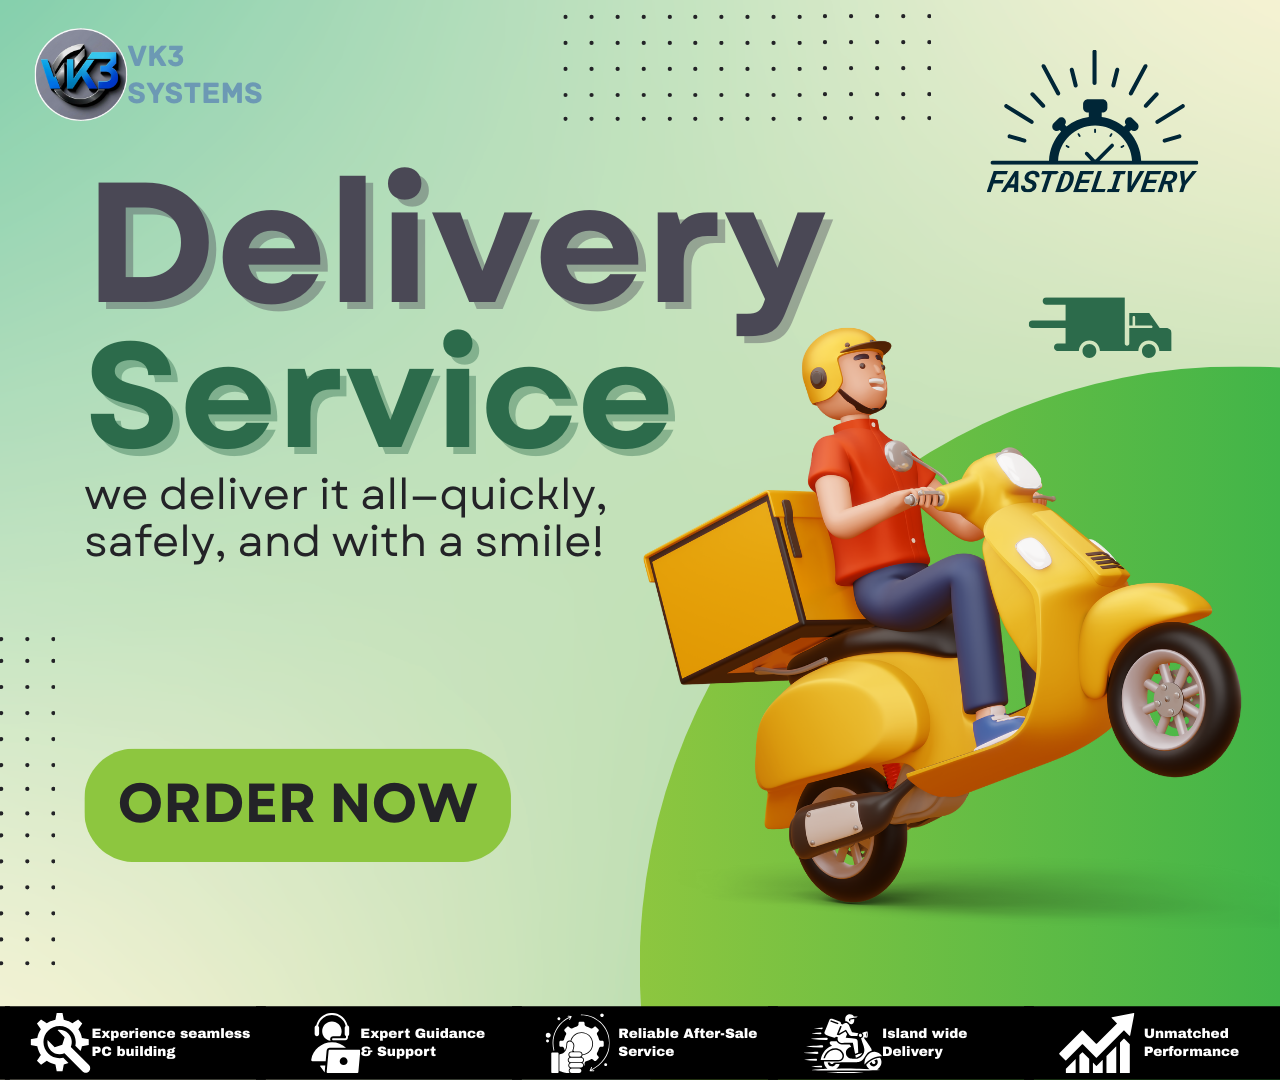 VK3
VK3
SYSTEMS
FASTDELIVERY
Delivery
Service
we deliver it all—quickly,
safely, and with a smile!
ORDER NOW
Experience seamless
PC building
Expert Guidance
& Support
Reliable After-Sale
Service
Island wide
Delivery
Unmatched
Performance